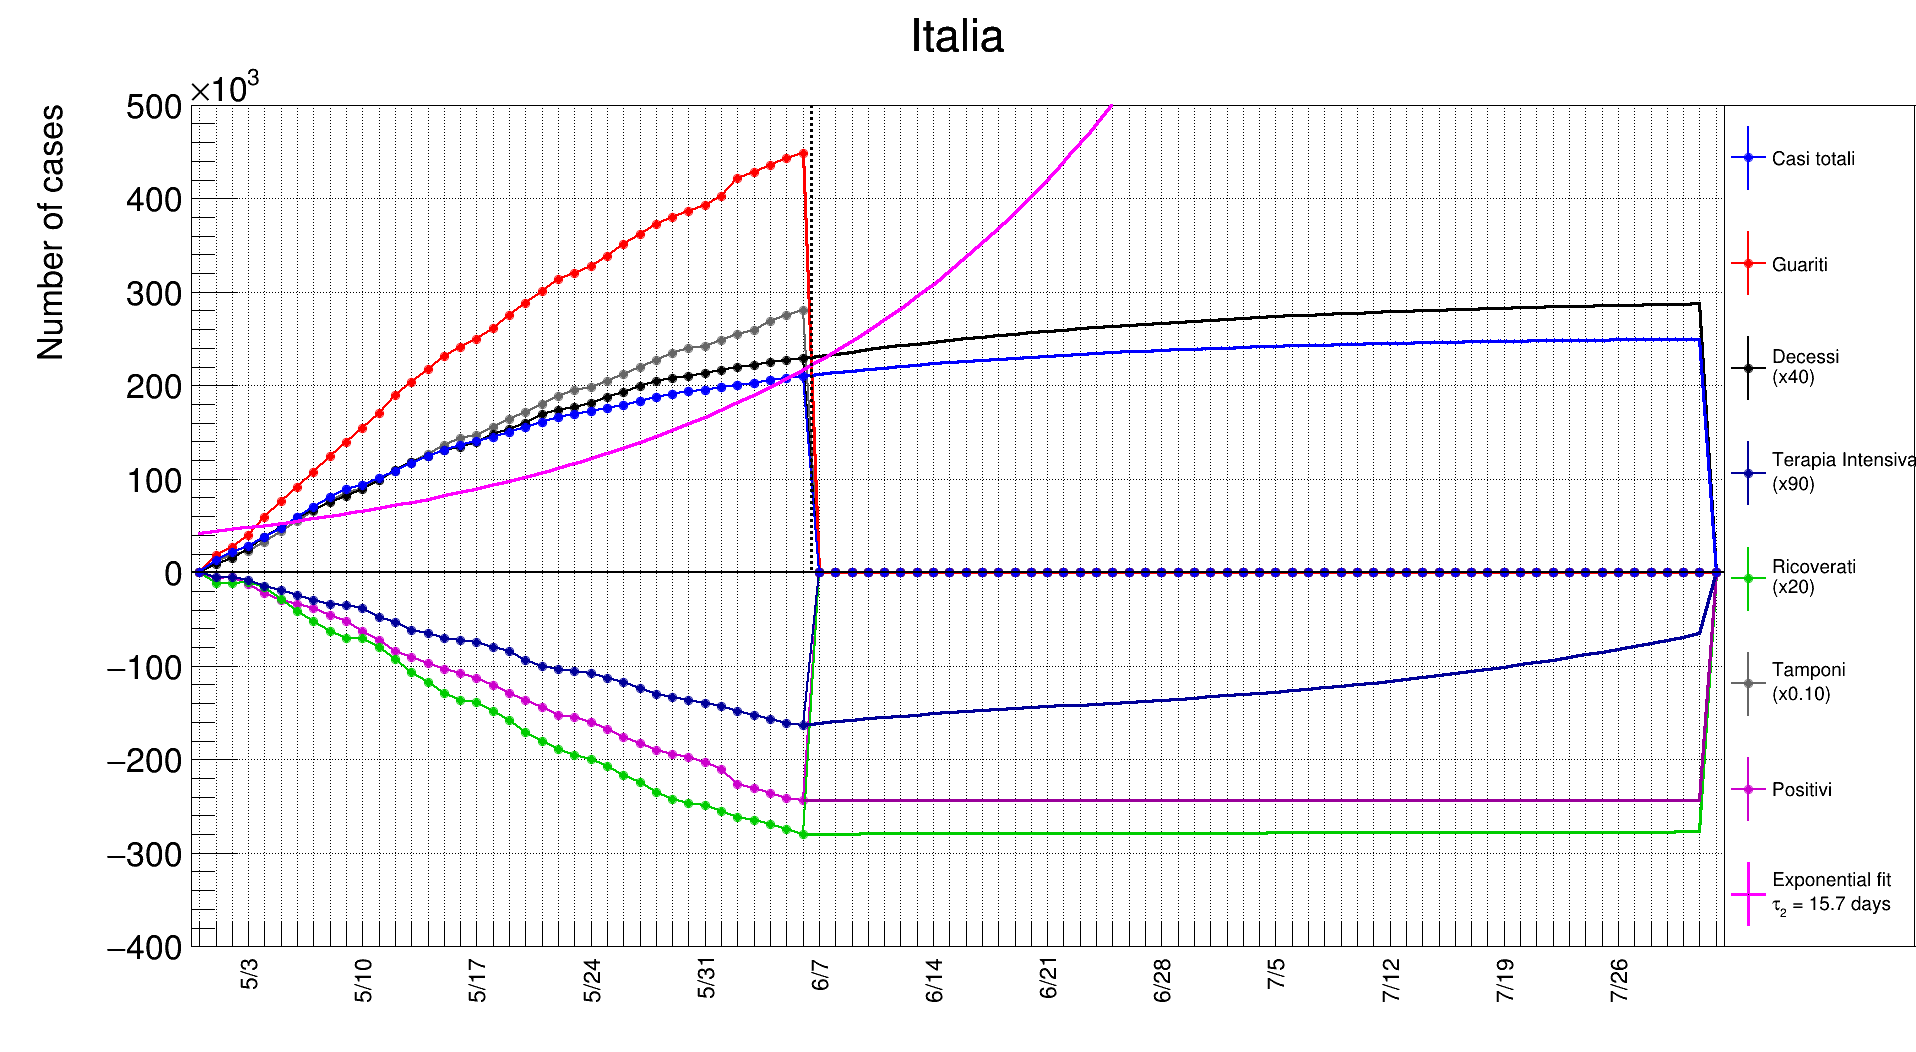 Italia
×10³
Number of cases
500
400
300
200
100
0
−100
−200
−300
−400
5/3
5/10
5/17
5/24
5/31
6/7
6/14
6/21
6/28
7/5
7/12
7/19
7/26
Casi totali
Guariti
Decessi
(x40)
Terapia Intensiva
(x90)
Ricoverati
(x20)
Tamponi
(x0.10)
Positivi
Exponential fit
τ₂ = 15.7 days